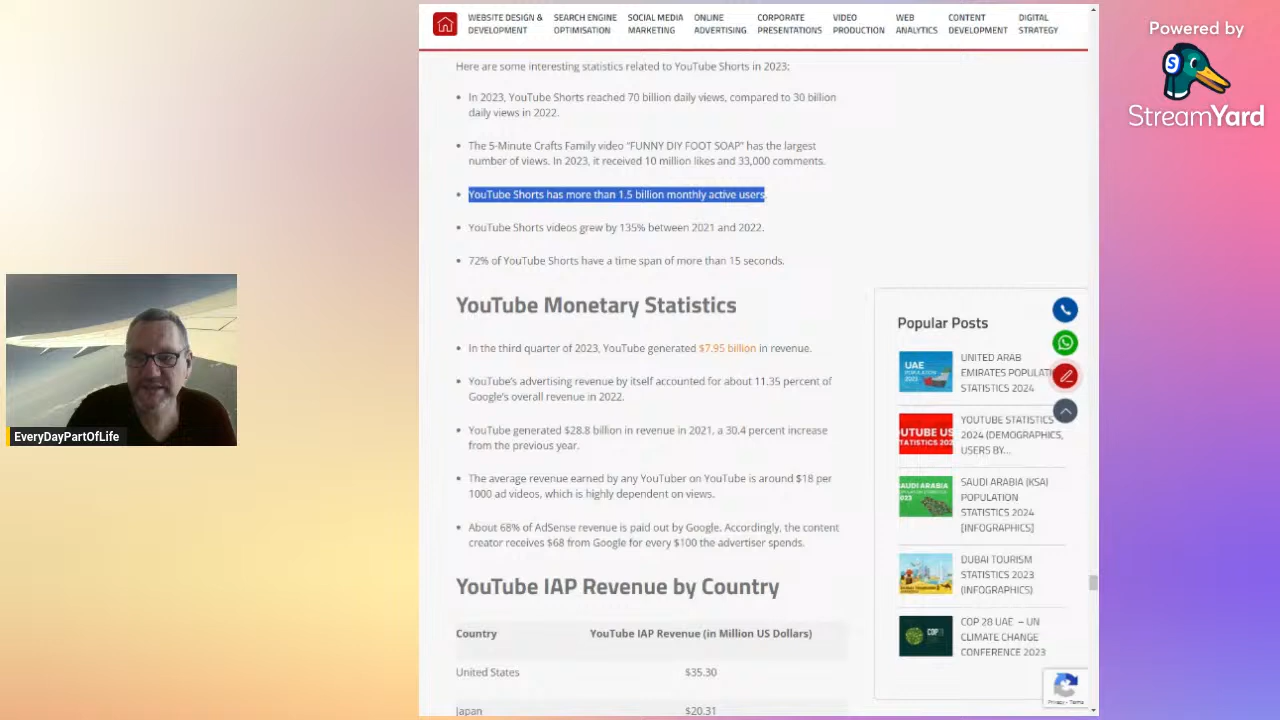 WEBSITE DESIGN &
DEVELOPMENT
SEARCH ENGINE
OPTIMISATION
SOCIAL MEDIA
MARKETING
ONLINE
ADVERTISING
CORPORATE
PRESENTATIONS
VIDEO
PRODUCTION
WEB
ANALYTICS
CONTENT
DEVELOPMENT
DIGITAL
STRATEGY
Powered by
StreamYard
Here are some interesting statistics related to YouTube Shorts in 2023:
• In 2023, YouTube Shorts reached 70 billion daily views, compared to 30 billion
daily views in 2022.
• The 5-Minute Crafts Family video “FUNNY DIY FOOT SOAP” has the largest
number of views. In 2023, it received 10 million likes and 33,000 comments.
• YouTube Shorts has more than 1.5 billion monthly active users.
• YouTube Shorts videos grew by 135% between 2021 and 2022.
• 72% of YouTube Shorts have a time span of more than 15 seconds.
YouTube Monetary Statistics
• In the third quarter of 2023, YouTube generated $7.95 billion in revenue.
• YouTube’s advertising revenue by itself accounted for about 11.35 percent of
Google’s overall revenue in 2022.
• YouTube generated $28.8 billion in revenue in 2021, a 30.4 percent increase
from the previous year.
• The average revenue earned by any YouTuber on YouTube is around $18 per
1000 ad videos, which is highly dependent on views.
• About 68% of AdSense revenue is paid out by Google. Accordingly, the content
creator receives $68 from Google for every $100 the advertiser spends.
YouTube IAP Revenue by Country
Country YouTube IAP Revenue (in Million US Dollars)
United States $35.30
Japan $20.31
Popular Posts
UAE
UNITED ARAB
EMIRATES POPULAT
STATISTICS 2024
YOUTUBE STATISTICS
2024 (DEMOGRAPHICS,
USERS BY...
SAUDI ARABIA (KSA)
POPULATION
STATISTICS 2024
[INFOGRAPHICS]
DUBAI TOURISM
STATISTICS 2023
(INFOGRAPHICS)
COP28
COP 28 UAE – UN
CLIMATE CHANGE
CONFERENCE 2023
Privacy - Terms
EveryDayPartOfLife